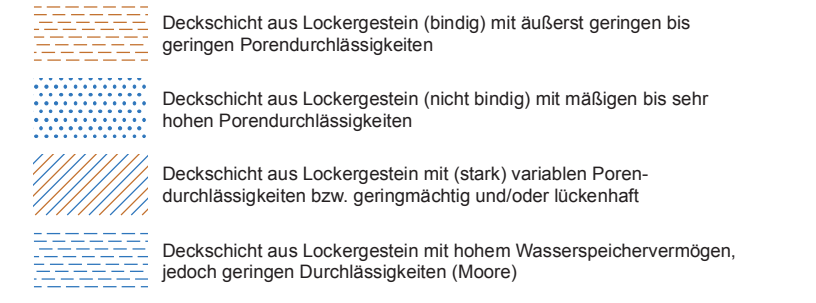 Deckschicht aus Lockergestein (bindig) mit äußerst geringen bis
geringen Porendurchlässigkeiten
Deckschicht aus Lockergestein (nicht bindig) mit mäßigen bis sehr
hohen Porendurchlässigkeiten
Deckschicht aus Lockergestein mit (stark) variablen Poren-
durchlässigkeiten bzw. geringmächtig und/oder lückenhaft
Deckschicht aus Lockergestein mit hohem Wasserspeichervermögen,
jedoch geringen Durchlässigkeiten (Moore)